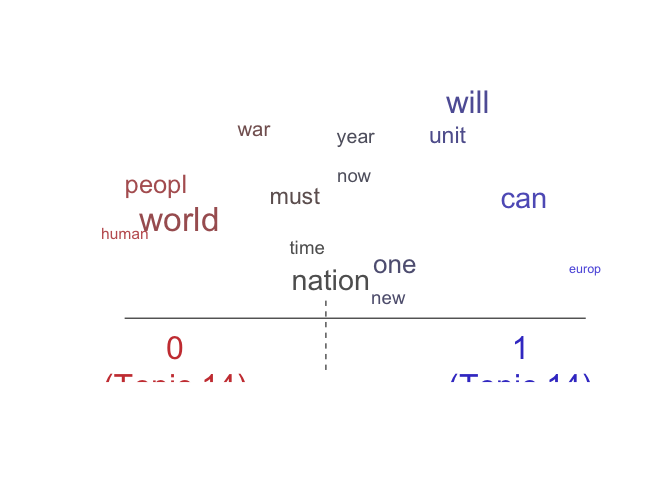 will
war
year
unit
now
peopl
must
can
world
human
time
one
europ
nation
new
0
1
(Topic 14)
(Topic 14)